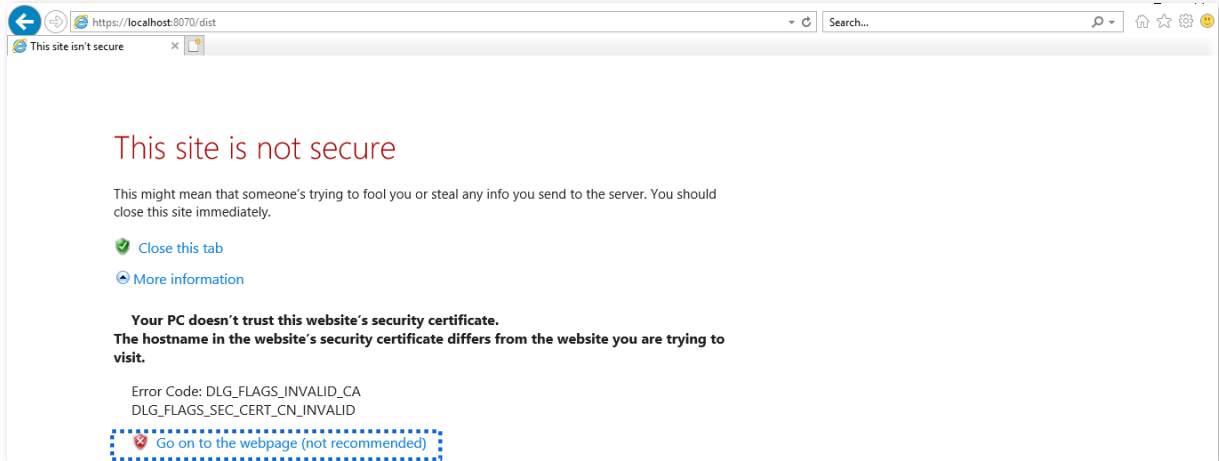 https://localhost:8070/dist
Search...
This site isn't secure
This site is not secure
This might mean that someone's trying to fool you or steal any info you send to the server. You should
close this site immediately.
Close this tab
More information
Your PC doesn't trust this website's security certificate.
The hostname in the website's security certificate differs from the website you are trying to
visit.
Error Code: DLG_FLAGS_INVALID_CA
DLG_FLAGS_SEC_CERT_CN_INVALID
Go on to the webpage (not recommended)